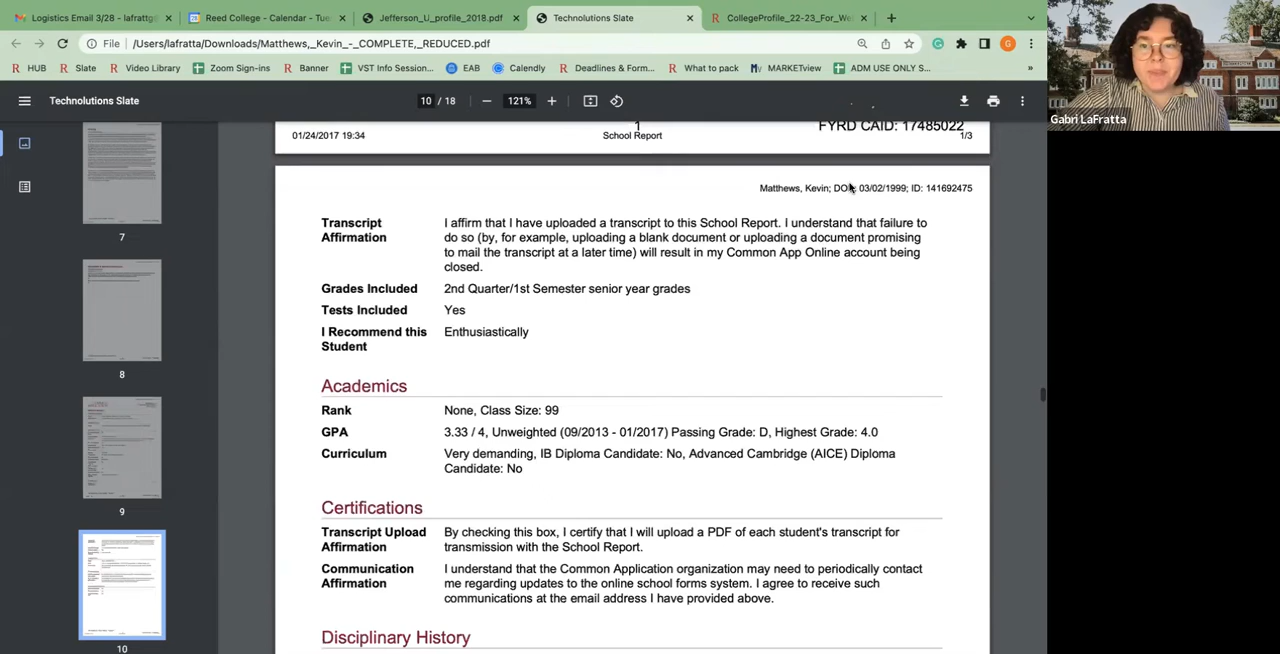 Logistics Email 3/28 - lafrattg
Reed College - Calendar - Tue
Jefferson_Li_profile_2018.pdf
Technolutions Slate
CollegeProfile_22-23_For_We
File /Users/lafratta/Downloads/Matthews,_Kevin_-_COMPLETE,_REDUCED.pdf
G
HUB
Slate
Video Library
Zoom Sign-ins
Banner
VST Info Session...
SAB
Calendly
Deadlines & Form...
What to pack
MARKETview
ADM USE ONLY S...
»
Technolutions Slate
10 / 18
121%
7
8
9
10
1
FYRD CAID: 17485022
01/24/2017 19:34
School Report
1/3
Matthews, Kevin; DOB: 03/02/1999; ID: 141692475
Transcript Affirmation
I affirm that I have uploaded a transcript to this School Report. I understand that failure to
do so (by, for example, uploading a blank document or uploading a document promising
to mail the transcript at a later time) will result in my Common App Online account being
closed.
Grades Included 2nd Quarter/1st Semester senior year grades
Tests Included Yes
I Recommend this Student Enthusiastically
Academics
Rank None, Class Size: 99
GPA 3.33 / 4, Unweighted (09/2013 - 01/2017) Passing Grade: D, Highest Grade: 4.0
Curriculum Very demanding, IB Diploma Candidate: No, Advanced Cambridge (AICE) Diploma
Candidate: No
Certifications
Transcript Upload Affirmation
By checking this box, I certify that I will upload a PDF of each student's transcript for
transmission with the School Report.
Communication Affirmation
I understand that the Common Application organization may need to periodically contact
me regarding updates to the online school forms system. I agree to receive such
communications at the email address I have provided above.
Disciplinary History
Gabri LaFratta